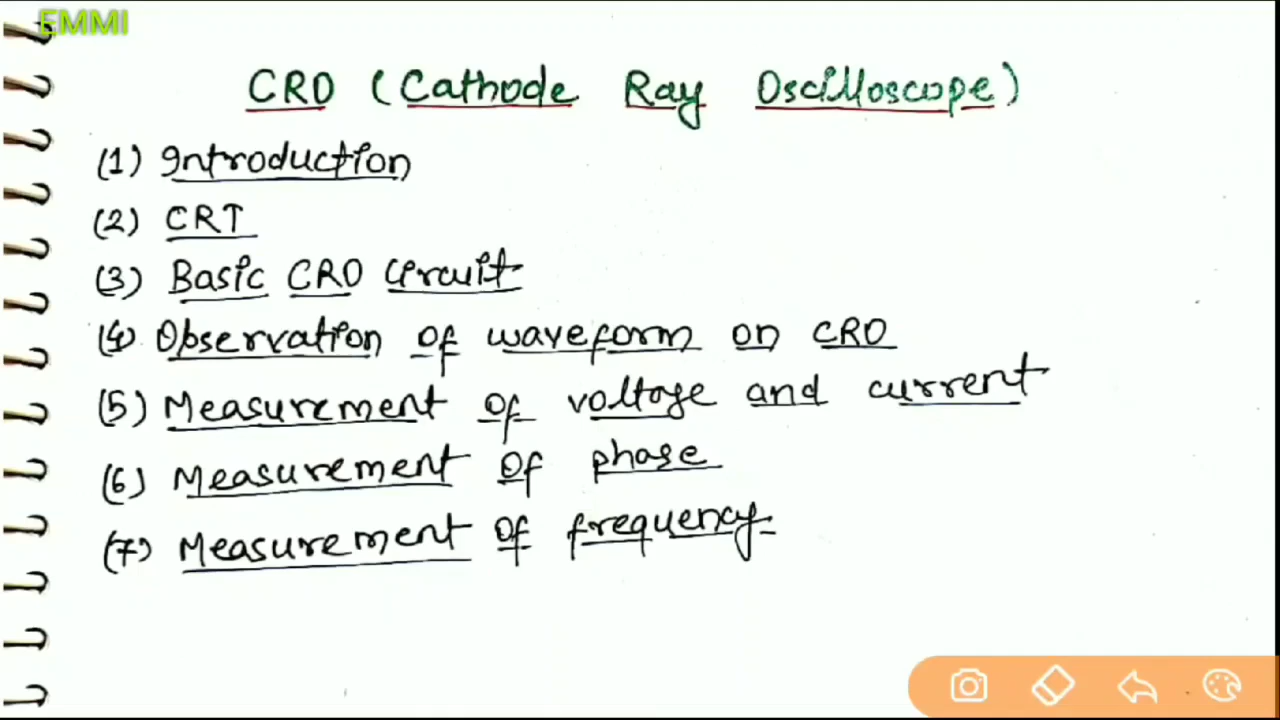 EMMI
CRO (Cathode Ray Oscilloscope)
(1) Introduction
(2) CRT
(3) Basic CRO circuit
(4) Observation of waveform on CRO
(5) Measurement of voltage and current
(6) Measurement of phase
(7) Measurement of frequency